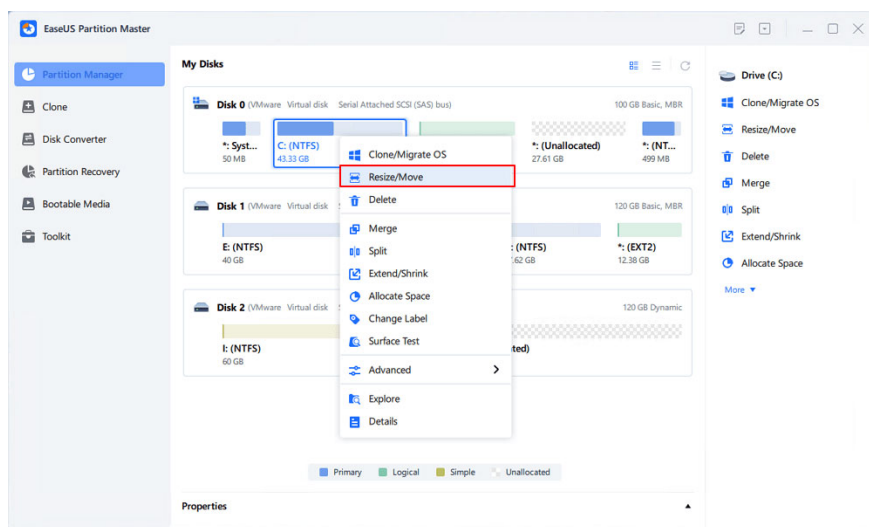 EaseUS Partition Master
Partition Manager
Clone
Disk Converter
Partition Recovery
Bootable Media
Toolkit
My Disks
Disk 0 (VMware Virtual disk Serial Attached SCSI (SAS) bus) 100 GB Basic, MBR
*: Syst... C: (NTFS) *: (Unallocated) *: (NT...
50 MB 43.33 GB 27.61 GB 499 MB
Disk 1 (VMware Virtual disk 120 GB Basic, MBR
E: (NTFS) : (NTFS) *: (EXT2)
40 GB .62 GB 12.38 GB
Disk 2 (VMware Virtual disk 120 GB Dynamic
I: (NTFS) ted)
60 GB
Clone/Migrate OS
Resize/Move
Delete
Merge
Split
Extend/Shrink
Allocate Space
Change Label
Surface Test
Advanced
Explore
Details
Primary Logical Simple Unallocated
Properties
Drive (C:)
Clone/Migrate OS
Resize/Move
Delete
Merge
Split
Extend/Shrink
Allocate Space
More